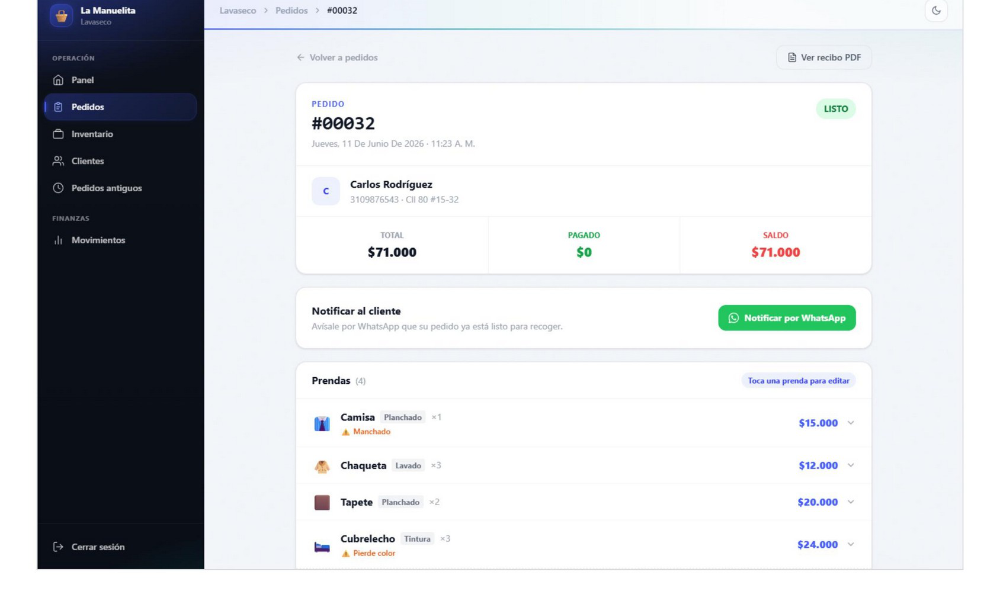 La Manuelita
Lavaseco
OPERACIÓN
Panel
Pedidos
Inventario
Clientes
Pedidos antiguos
FINANZAS
Movimientos
Cerrar sesión
Lavaseco > Pedidos > #00032
← Volver a pedidos
Ver recibo PDF
PEDIDO
LISTO
#00032
Jueves, 11 De Junio De 2026 · 11:23 A. M.
C
Carlos Rodríguez
3109876543 · Cll 80 #15-32
TOTAL
$71.000
PAGADO
$0
SALDO
$71.000
Notificar al cliente
Avísale por WhatsApp que su pedido ya está listo para recoger.
Notificar por WhatsApp
Prendas (4)
Toca una prenda para editar
Camisa Planchado ×1
Manchado
$15.000
Chaqueta Lavado ×3
$12.000
Tapete Planchado ×2
$20.000
Cubrelecho Tintura ×3
Pierde color
$24.000